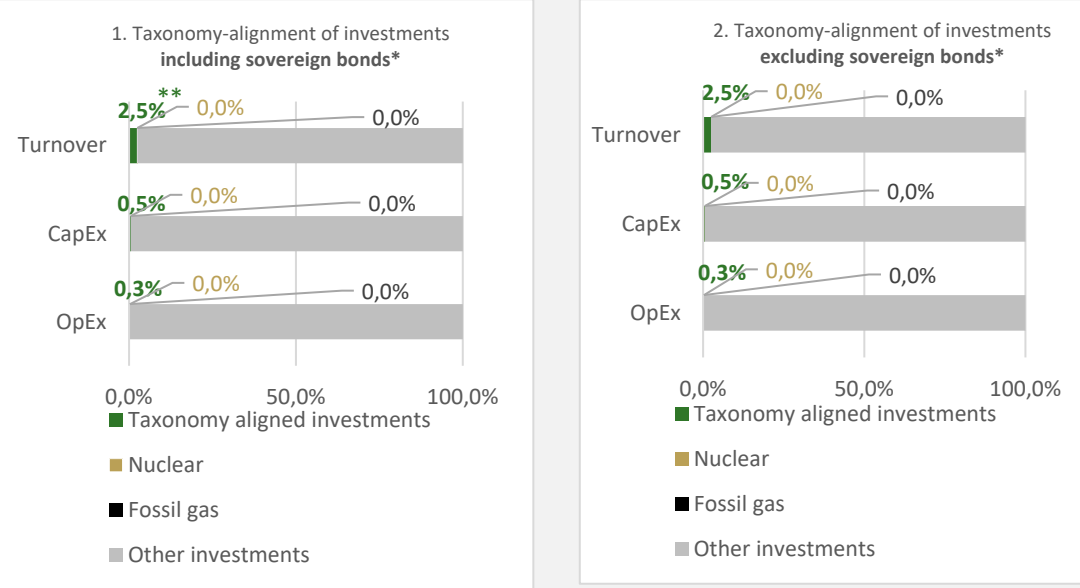 1. Taxonomy-alignment of investments
including sovereign bonds*
**
2,5%
0,0%
0,0%
Turnover
0,5%
0,0%
0,0%
CapEx
0,3%
0,0%
0,0%
OpEx
0,0%
50,0%
100,0%
Taxonomy aligned investments
Nuclear
Fossil gas
Other investments
2. Taxonomy-alignment of investments
excluding sovereign bonds*
2,5%
0,0%
0,0%
Turnover
0,5%
0,0%
0,0%
CapEx
0,3%
0,0%
0,0%
OpEx
0,0%
50,0%
100,0%
Taxonomy aligned investments
Nuclear
Fossil gas
Other investments